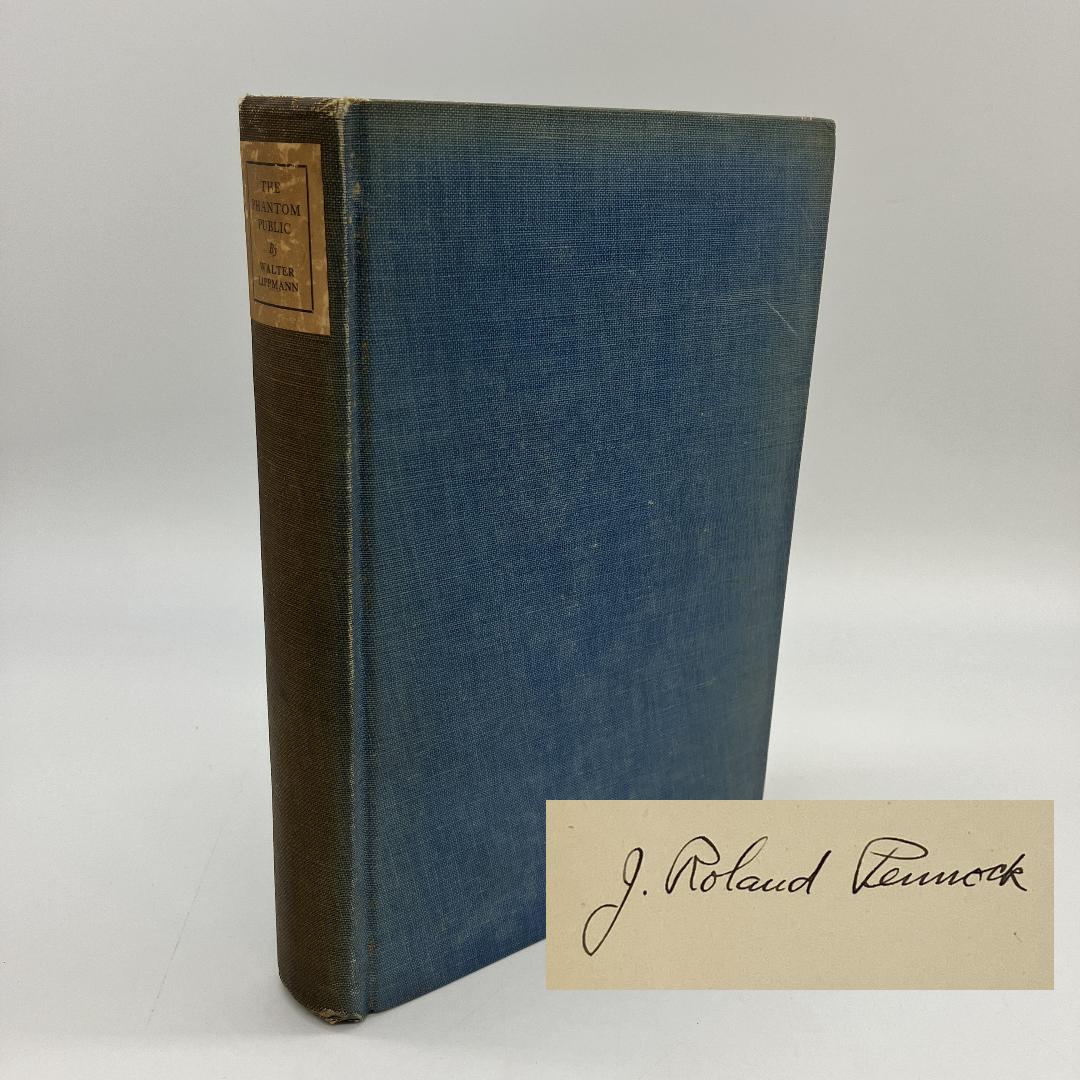 THE
PHANTOM
PUBLIC
By
WALTER
LIPPMANN
J. Roland Pennock